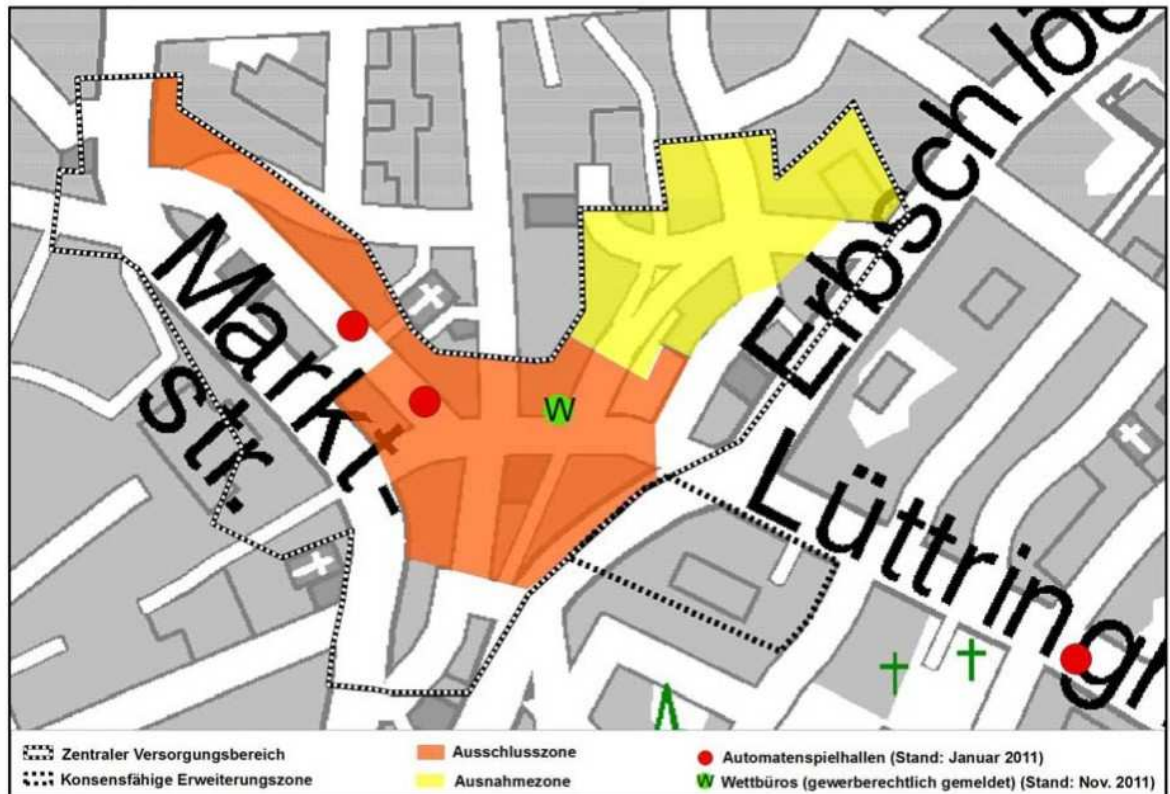 Erbschlö
Markt-
str.
Lüttringh
W
Zentraler Versorgungsbereich
Konsensfähige Erweiterungszone
Ausschlusszone
Ausnahmezone
Automatenspielhallen (Stand: Januar 2011)
W Wettbüros (gewerberechtlich gemeldet) (Stand: Nov. 2011)